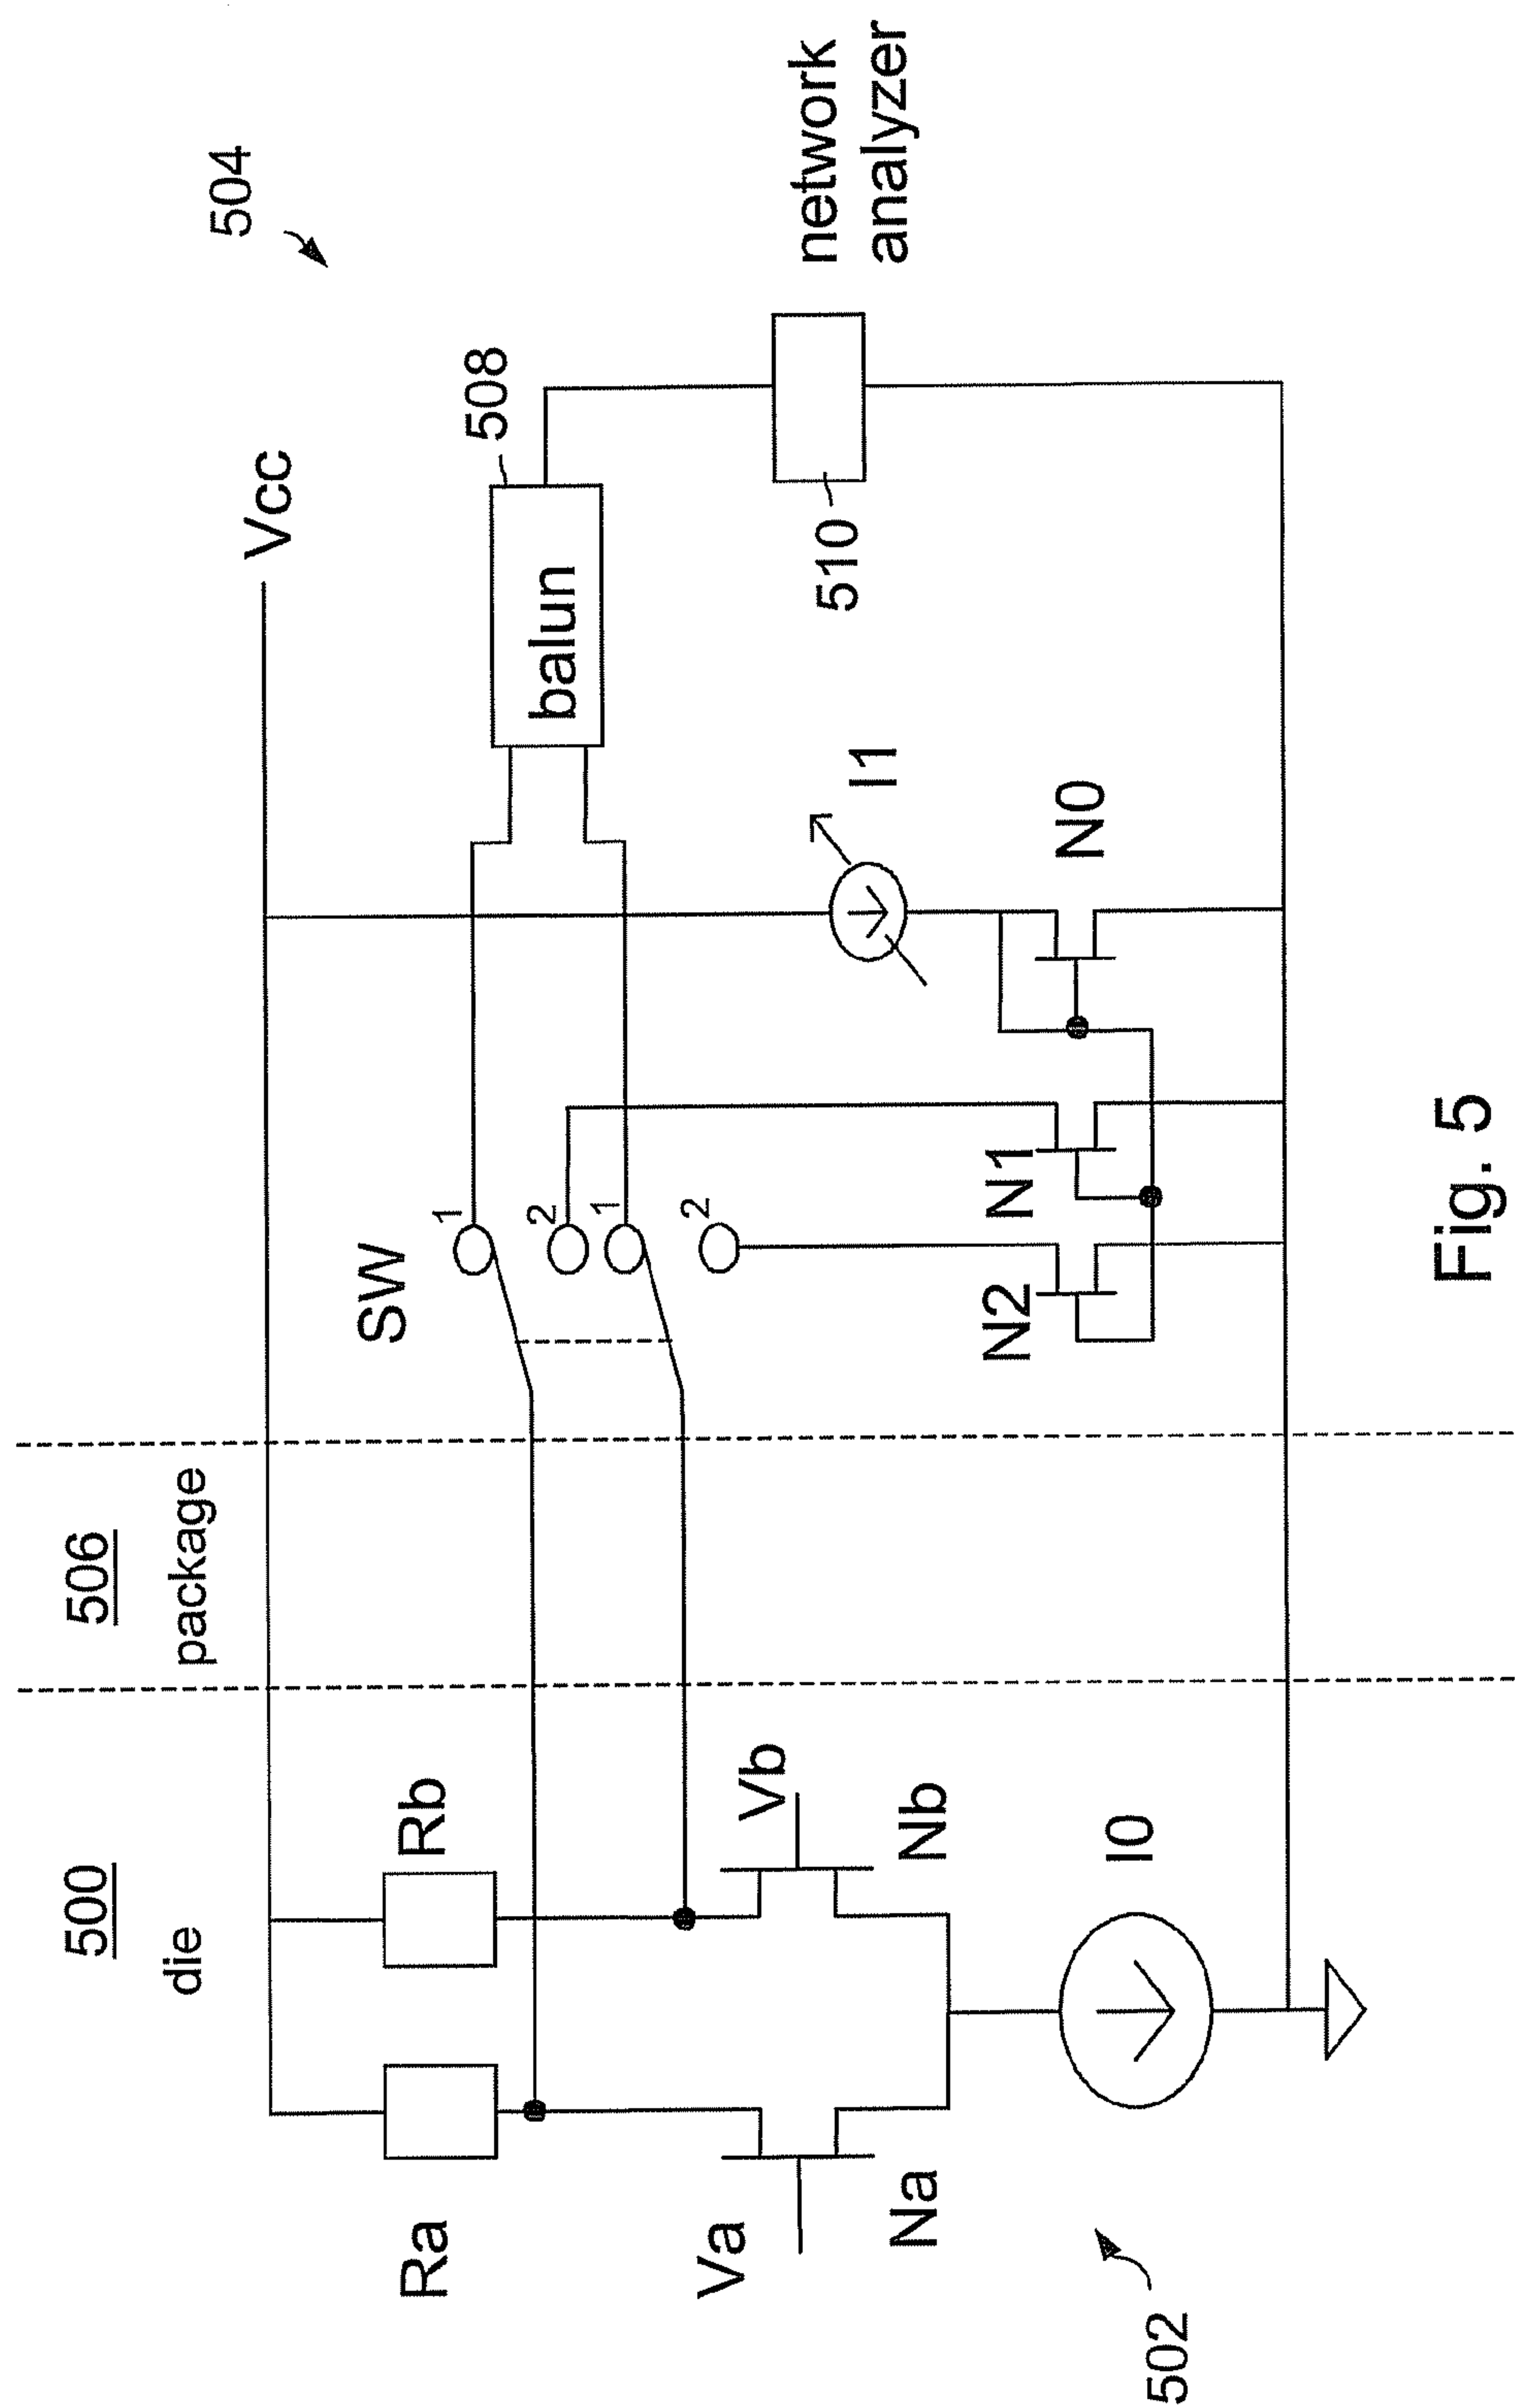 500
die
506
package
504
Vcc
Ra
Rb
SW
1
2
1
2
508
balun
network
analyzer
510
Va
Vb
Na
Nb
I0
I1
N2
N1
N0
502
Fig. 5